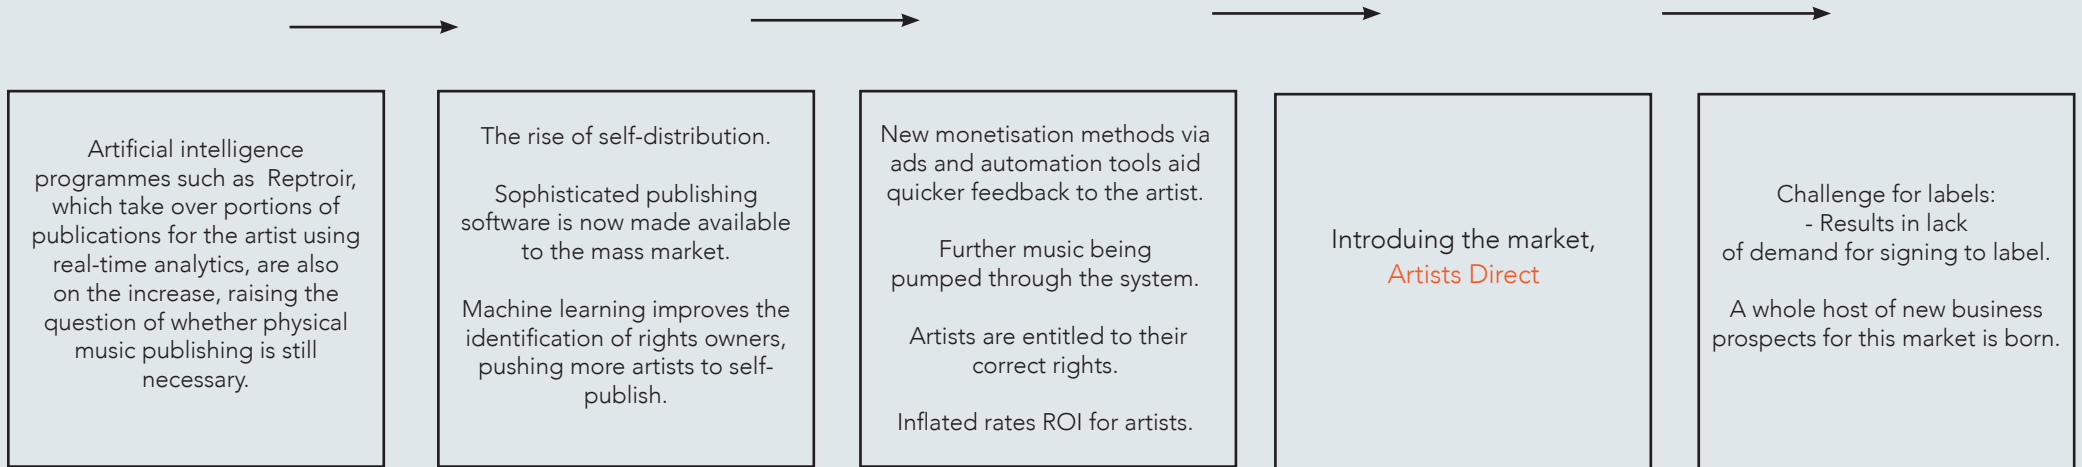 Artificial intelligence
programmes such as  Reptroir,
which take over portions of
publications for the artist using
real-time analytics, are also
on the increase, raising the
question of whether physical
music publishing is still
necessary.
The rise of self-distribution.
Sophisticated publishing
software is now made available
to the mass market.
Machine learning improves the
identification of rights owners,
pushing more artists to self-
publish.
New monetisation methods via
ads and automation tools aid
quicker feedback to the artist.
Further music being
pumped through the system.
Artists are entitled to their
correct rights.
Inflated rates ROI for artists.
Introduing the market,
Artists Direct
Challenge for labels:
- Results in lack
of demand for signing to label.
A whole host of new business
prospects for this market is born.